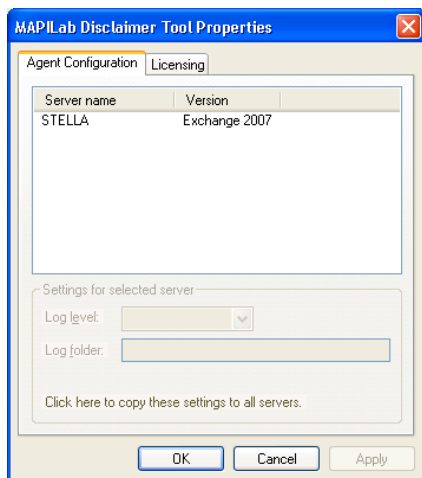 MAPILab Disclaimer Tool Properties
Agent Configuration Licensing
Server name Version
STELLA Exchange 2007
Settings for selected server
Log level:
Log folder:
Click here to copy these settings to all servers.
OK Cancel Apply